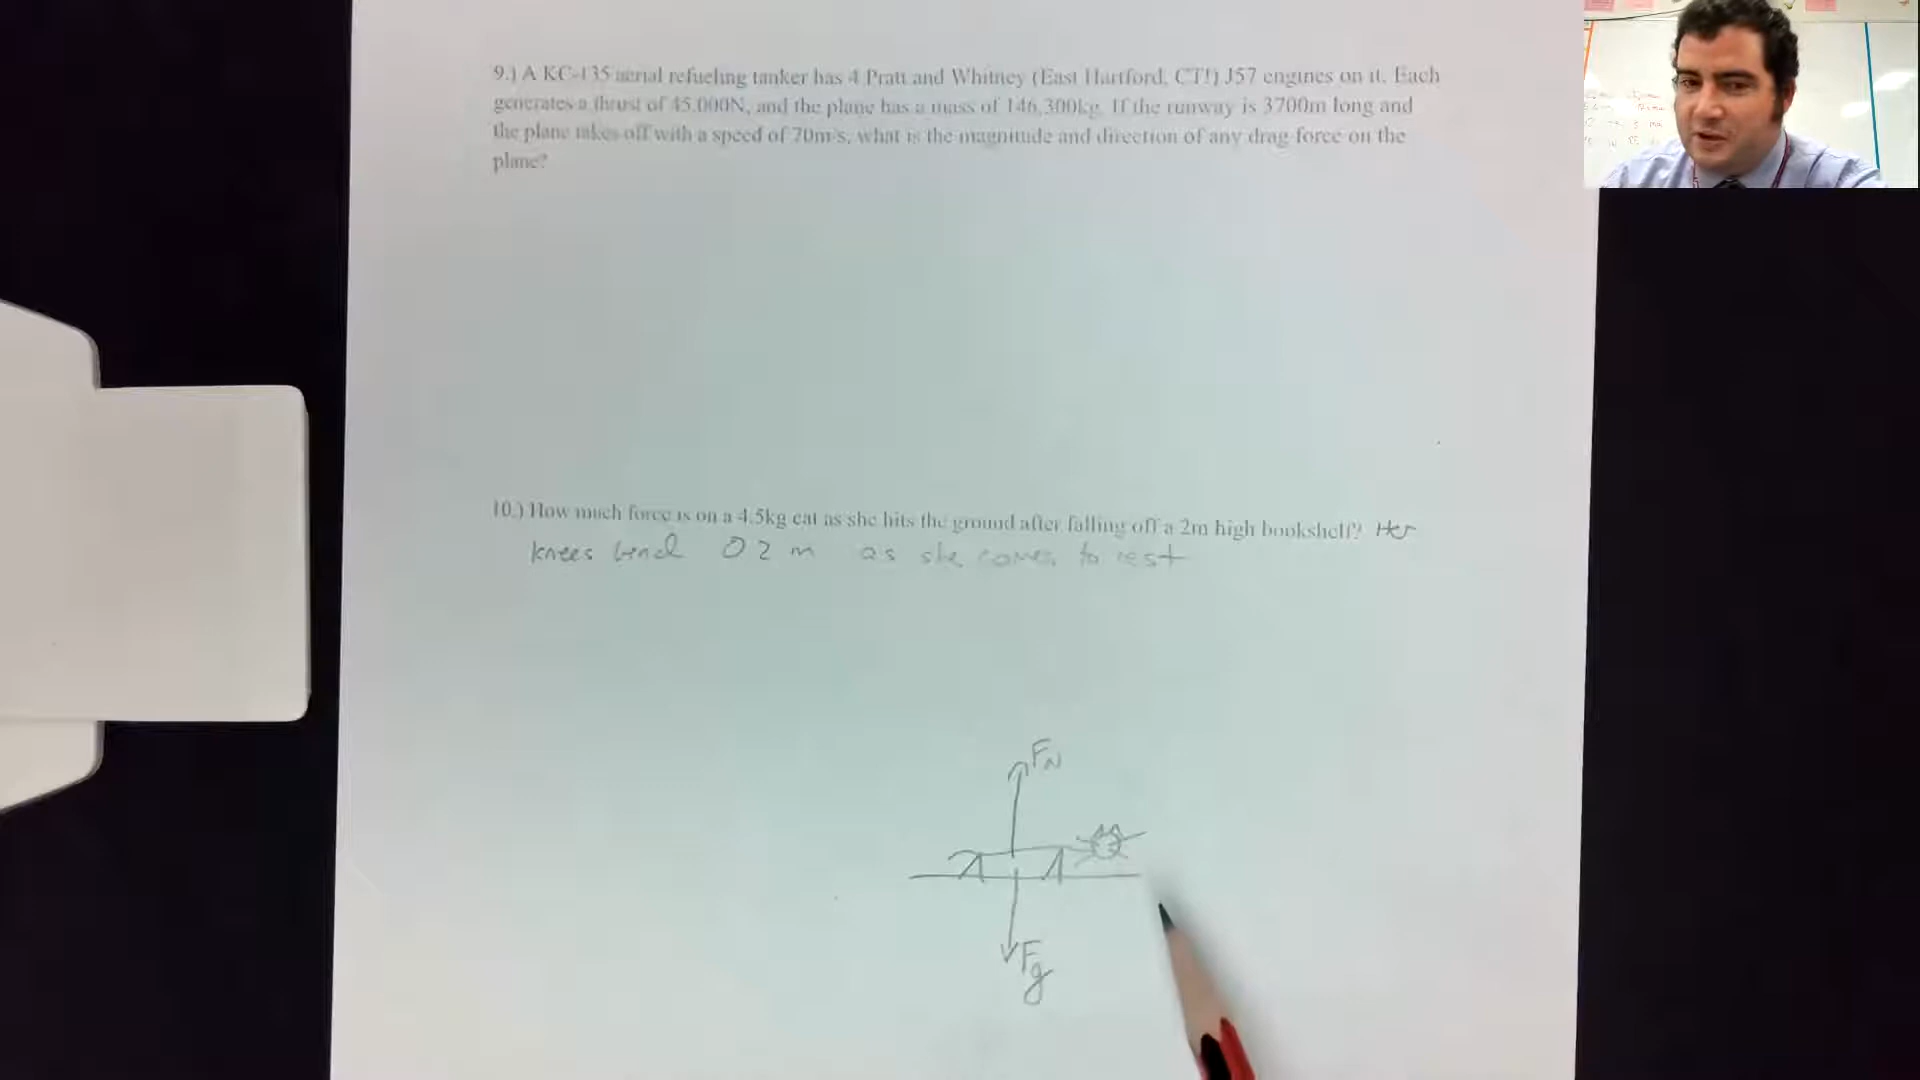 9.) A KC-135 aerial refueling tanker has 4 Pratt and Whitney (East Hartford, CT!) J57 engines on it. Each
generates a thrust of 45,000N, and the plane has a mass of 146,300kg. If the runway is 3700m long and
the plane takes off with a speed of 70m/s, what is the magnitude and direction of any drag force on the
plane?
10.) How much force is on a 4.5kg cat as she hits the ground after falling off a 2m high bookshelf? Her
knees bend 0.2 m as she comes to rest
FN
Fg